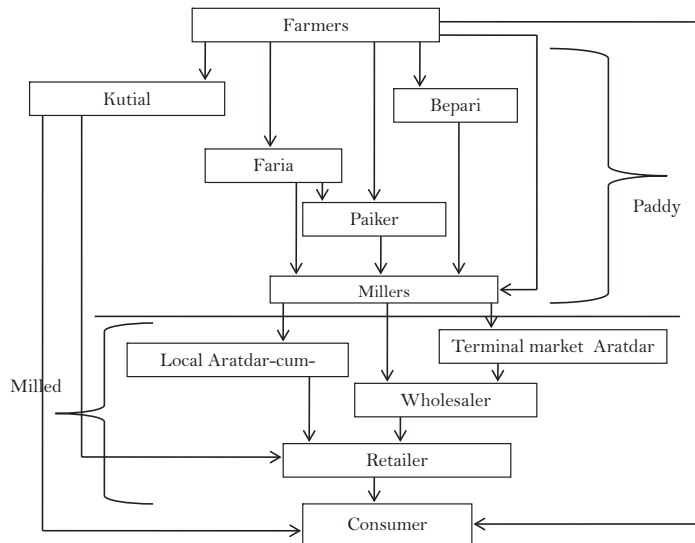 Farmers
Kutial
Bepari
Faria
Paiker
Paddy
Millers
Local Aratdar-cum-
Terminal market Aratdar
Milled
Wholesaler
Retailer
Consumer